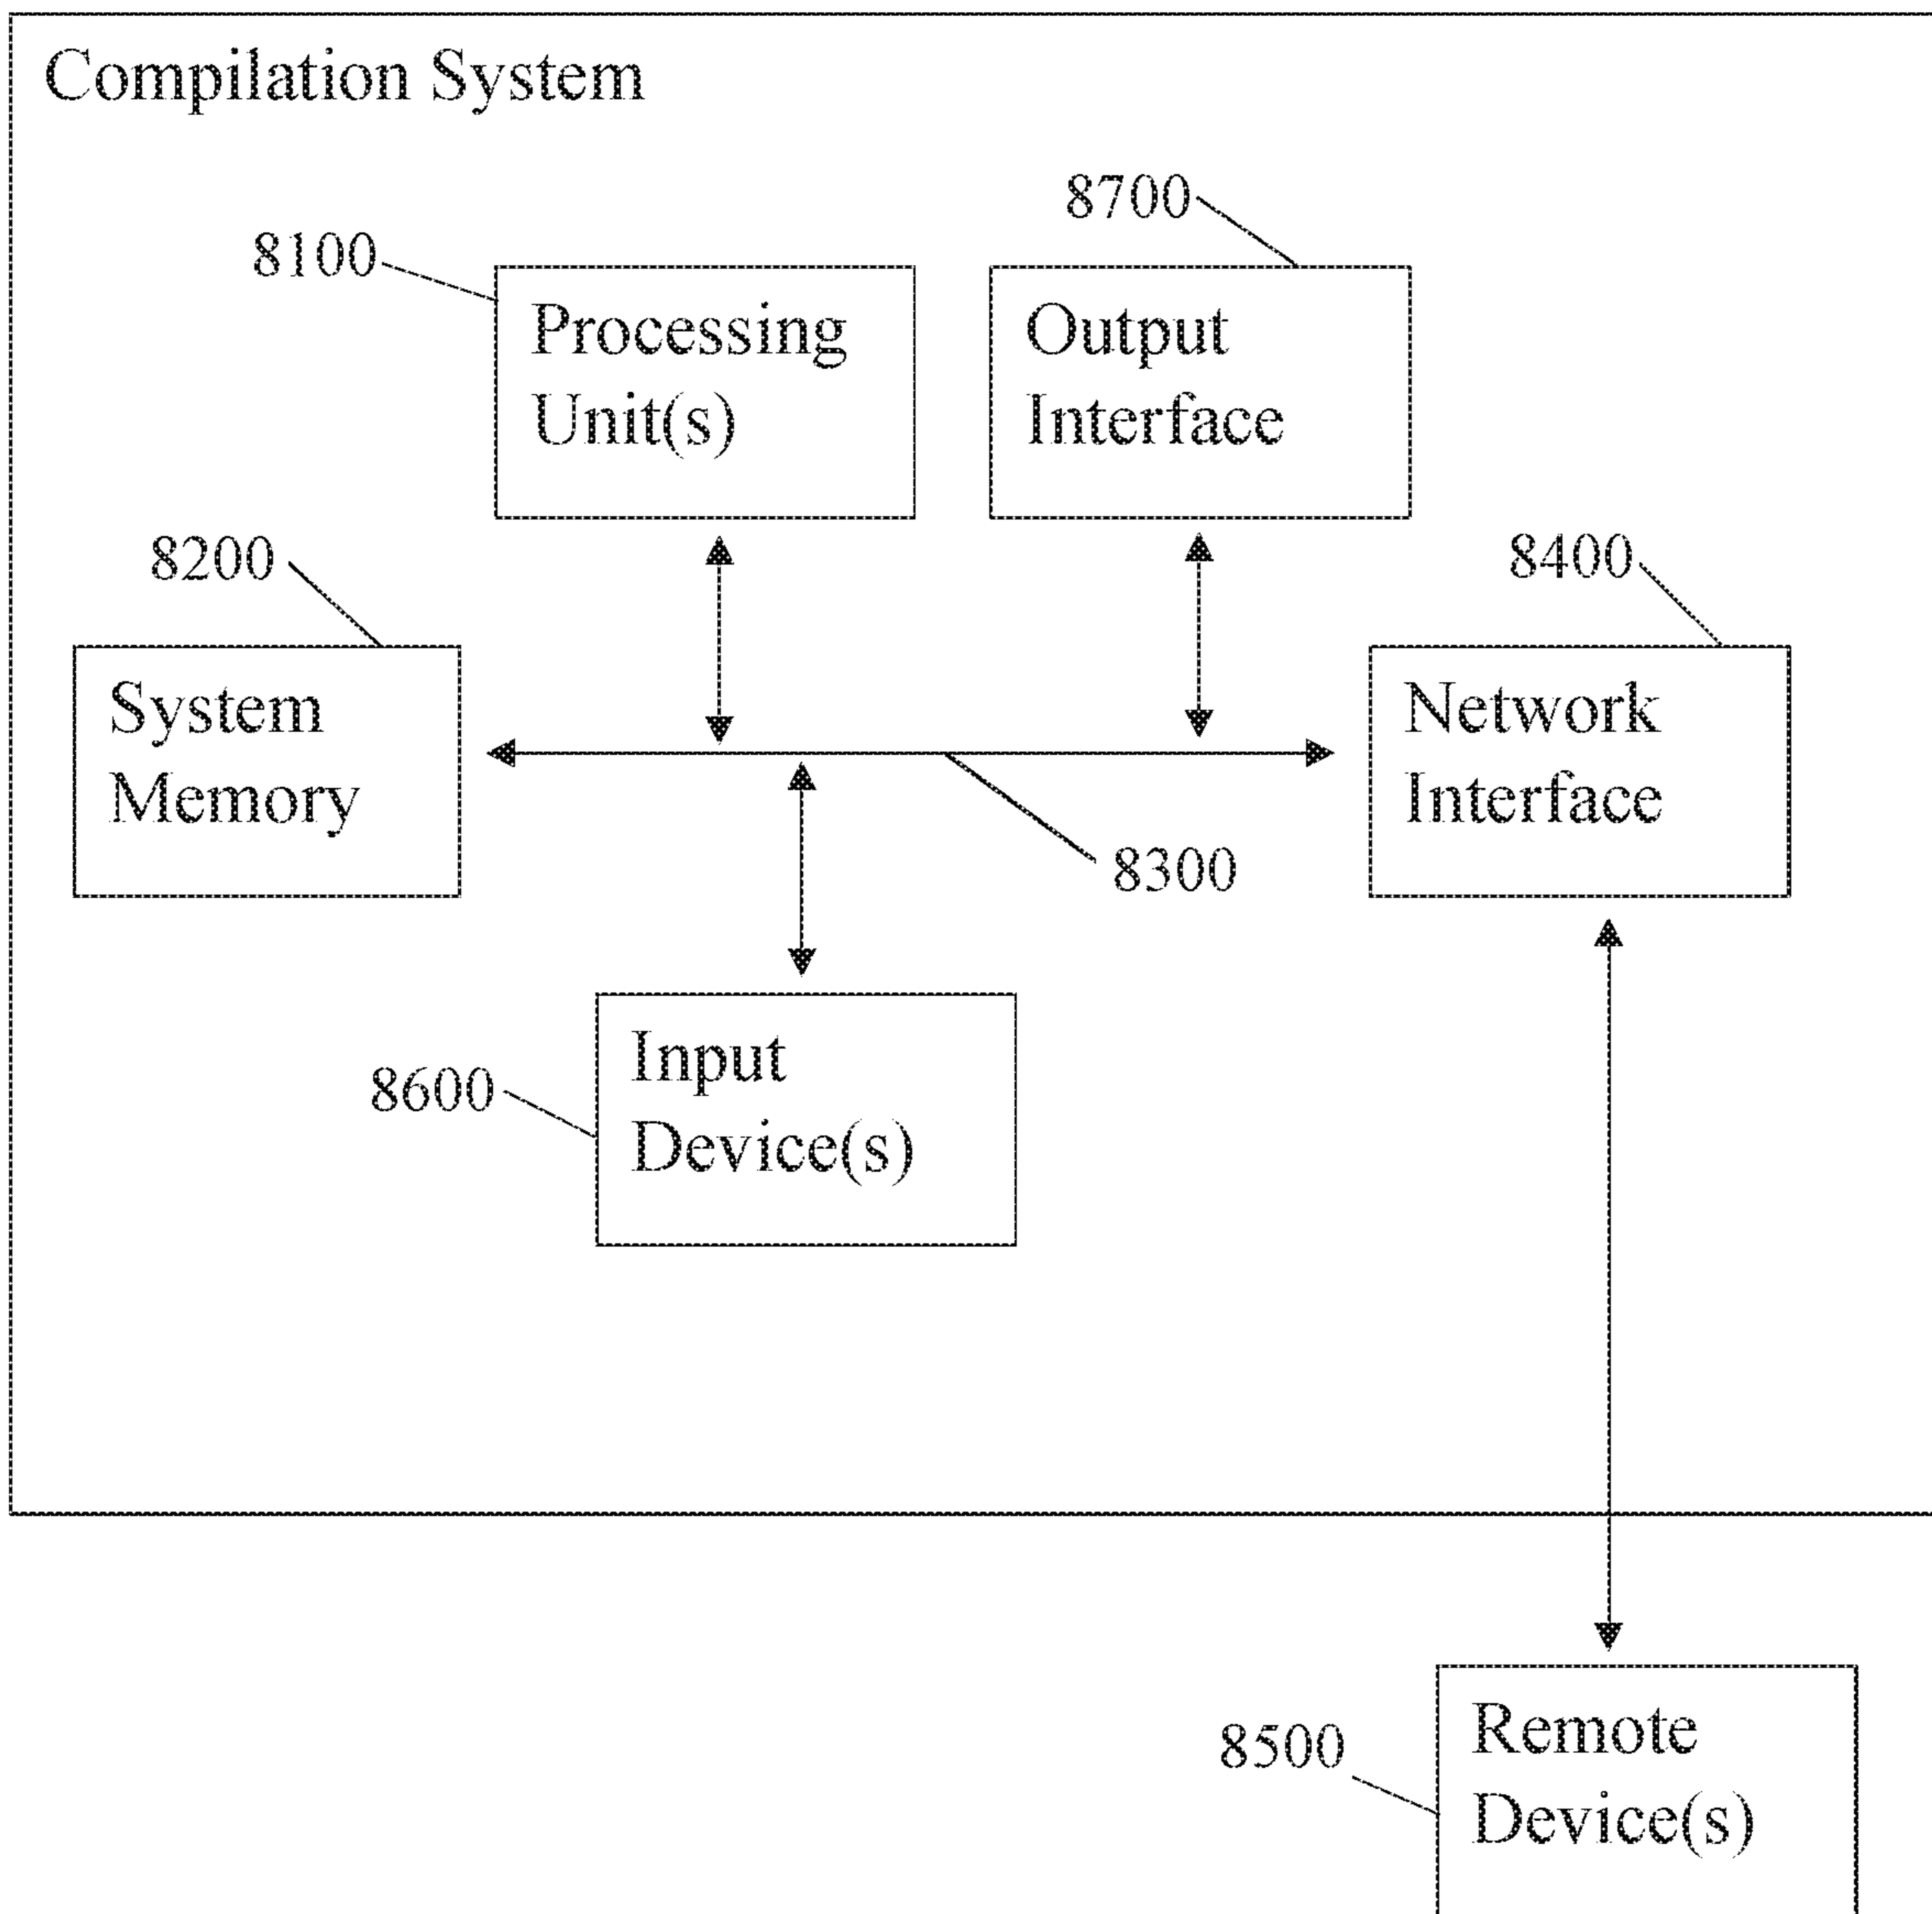 Compilation System
8700
8100
Processing
Unit(s)
Output
Interface
8200
8400
System
Memory
Network
Interface
8300
8600
Input
Device(s)
8500
Remote
Device(s)